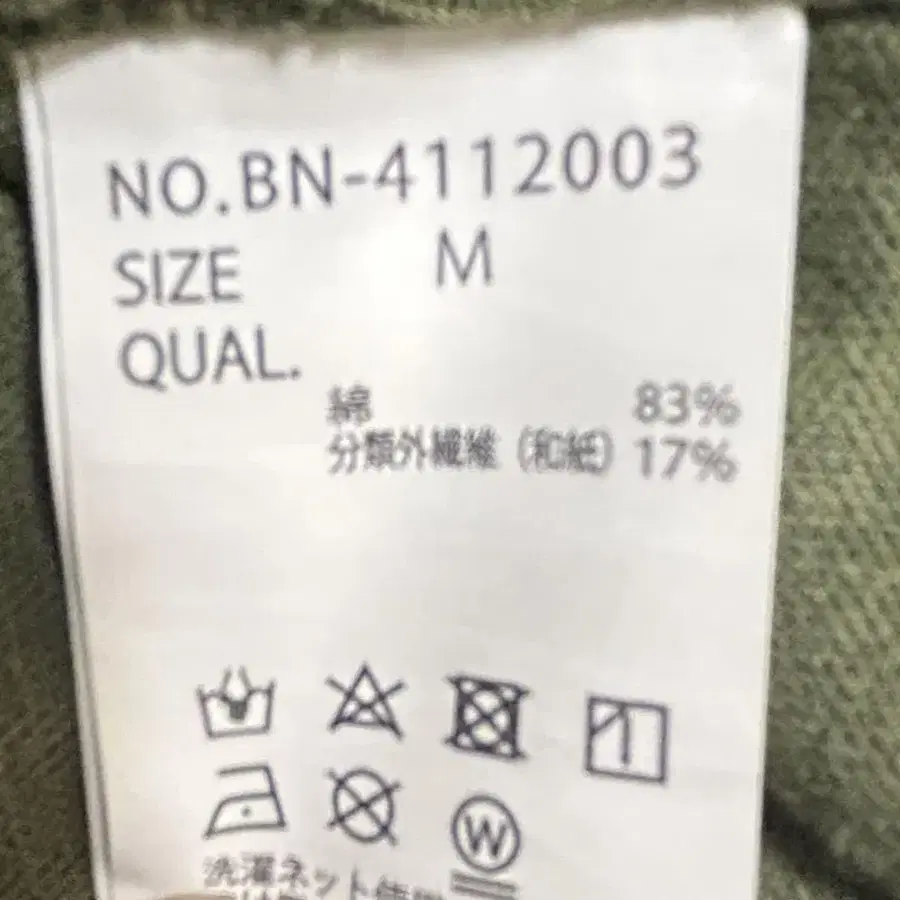 NO.BN-4112003
SIZE M
QUAL.
綿 83%
分類外繊維（和紙） 17%
W
洗濯ネット使用